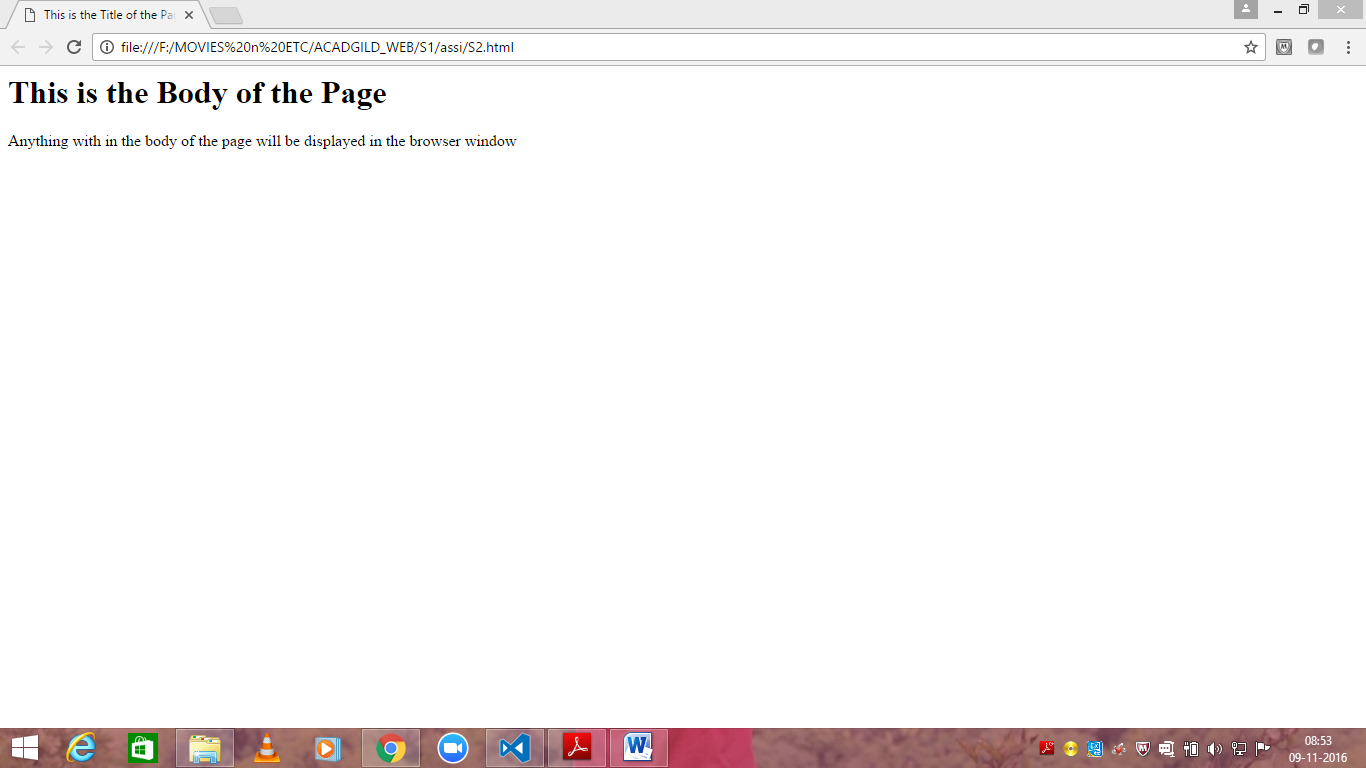 This is the Title of the Pa
file:///F:/MOVIES%20n%20ETC/ACADGILD_WEB/S1/assi/S2.html
This is the Body of the Page
Anything with in the body of the page will be displayed in the browser window
08:53
09-11-2016